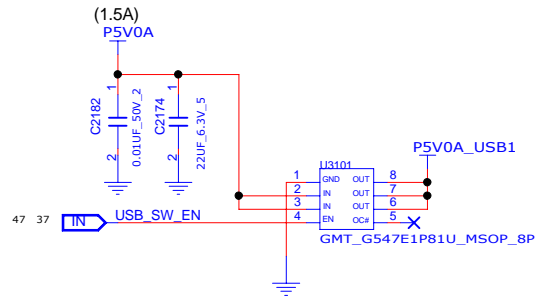 (1.5A)
P5V0A
1
1
C2182
0.01UF_50V_2
C2174
22UF_6.3V_5
2
2
P5V0A_USB1
U3101
1 GND OUT 8
2 IN OUT 7
3 IN OUT 6
4 EN OC# 5
47 37 IN USB_SW_EN
GMT_G547E1P81U_MSOP_8P